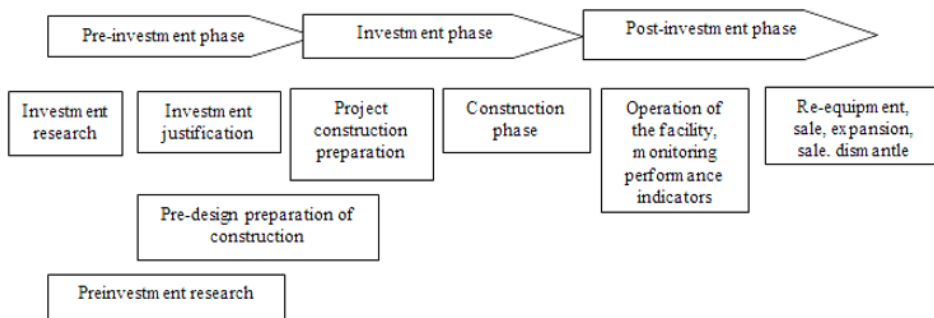 Pre-investment phase
Investment phase
Post-investment phase
Investment
research
Investment
justification
Project
construction
preparation
Construction
phase
Operation of
the facility,
monitoring
performance
indicators
Re-equipment,
sale, expansion,
sale. dismantle
Pre-design preparation of
construction
Preinvestment research